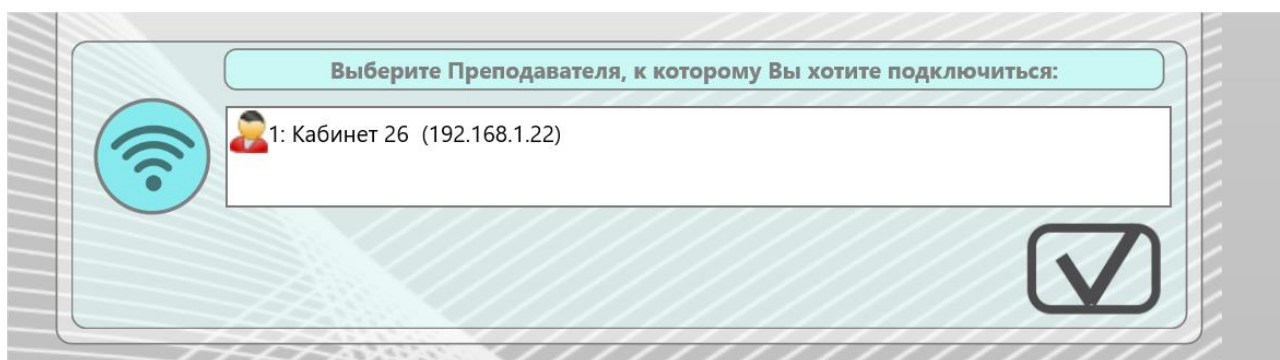 Выберите Преподавателя, к которому Вы хотите подключиться:
1: Кабинет 26 (192.168.1.22)